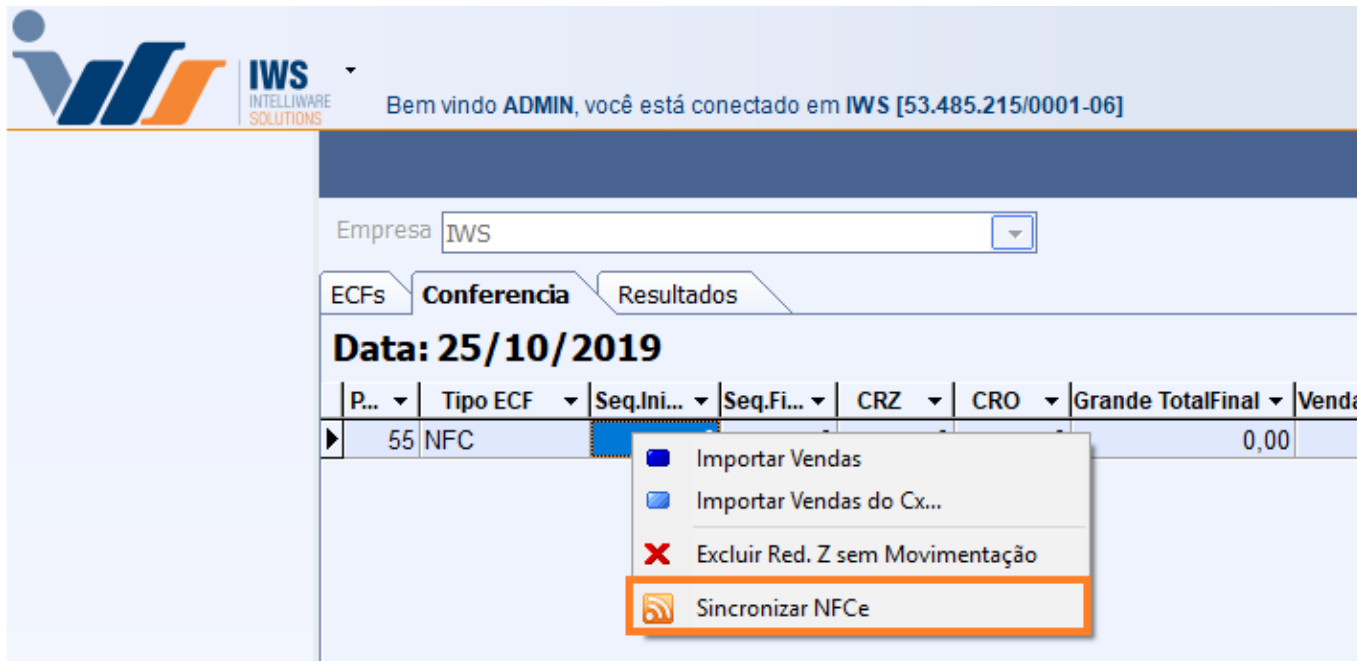 IWS
INTELLIWARE
SOLUTIONS
Bem vindo ADMIN, você está conectado em IWS [53.485.215/0001-06]
Empresa IWS
ECFs Conferencia Resultados
Data: 25/10/2019
P... Tipo ECF Seq.Ini... Seq.Fi... CRZ CRO Grande TotalFinal Venda
55 NFC 0,00
Importar Vendas
Importar Vendas do Cx...
Excluir Red. Z sem Movimentação
Sincronizar NFCe